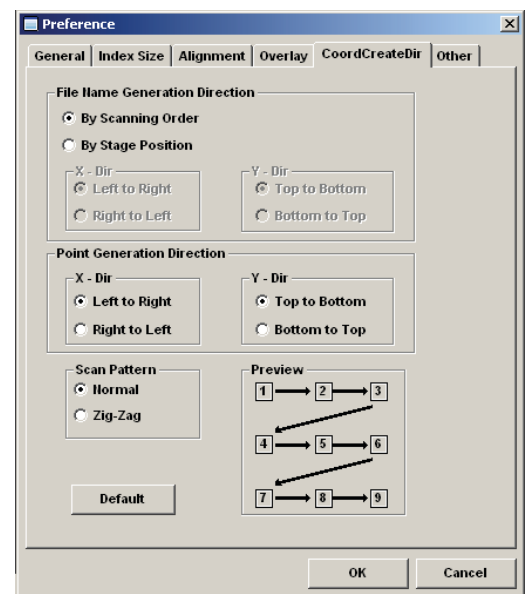 Preference
General Index Size Alignment Overlay CoordCreateDir Other
File Name Generation Direction
By Scanning Order
By Stage Position
X - Dir
Left to Right
Right to Left
Y - Dir
Top to Bottom
Bottom to Top
Point Generation Direction
X - Dir
Left to Right
Right to Left
Y - Dir
Top to Bottom
Bottom to Top
Scan Pattern
Normal
Zig-Zag
Preview
1 2 3
4 5 6
7 8 9
Default
OK Cancel